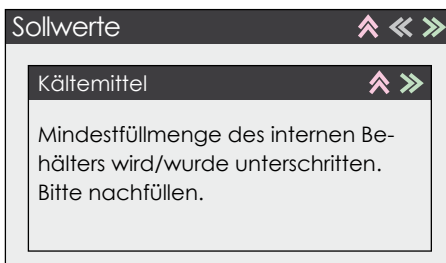 Sollwerte
Kältemittel
Mindestfüllmenge des internen Be-
hälters wird/wurde unterschritten.
Bitte nachfüllen.